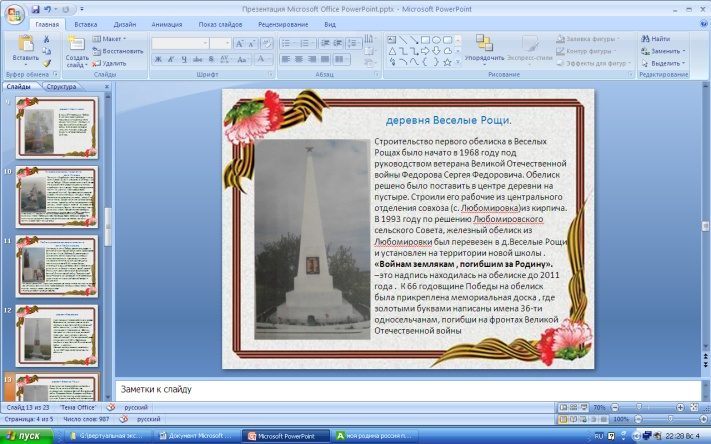 Презентация Microsoft Office PowerPoint.pptx - Microsoft PowerPoint
Главная Вставка Дизайн Анимация Показ слайдов Рецензирование Вид
Вставить
Буфер обмена
Создать слайд
Макет
Восстановить
Удалить
Слайды
Шрифт
Абзац
Упорядочить
Экспресс-стили
Заливка фигуры
Контур фигуры
Эффекты для фигур
Рисование
Найти
Заменить
Выделить
Редактирование
Слайды Структура
9
10
11
12
13
деревня Веселые Рощи.
Строительство первого обелиска в Веселых
Рощах было начато в 1968 году под
руководством ветерана Великой Отечественной
войны Федорова Сергея Федоровича. Обелиск
решено было поставить в центре деревни на
пустыре. Строили его рабочие из центрального
отделения совхоза (с. Любомировка)из кирпича.
В 1993 году по решению Любомировского
сельского Совета, железный обелиск из
Любомировки был перевезен в д.Веселые Рощи
и установлен на территории новой школы .
«Войнам землякам , погибшим за Родину».
–это надпись находилась на обелиске до 2011
года . К 66 годовщине Победы на обелиск
была прикреплена мемориальная доска , где
золотыми буквами написаны имена 36-ти
односельчанам, погибши на фронтах Великой
Отечественной войны
Заметки к слайду
Слайд 13 из 23 "Тема Office" русский 70%
Страница: 4 из 5 Число слов: 987 русский 100%
пуск
G:\вертуальная экс...
Документ Microsoft ...
Microsoft PowerPoint
моя родина россия п...
RU
22:28 Вс 4